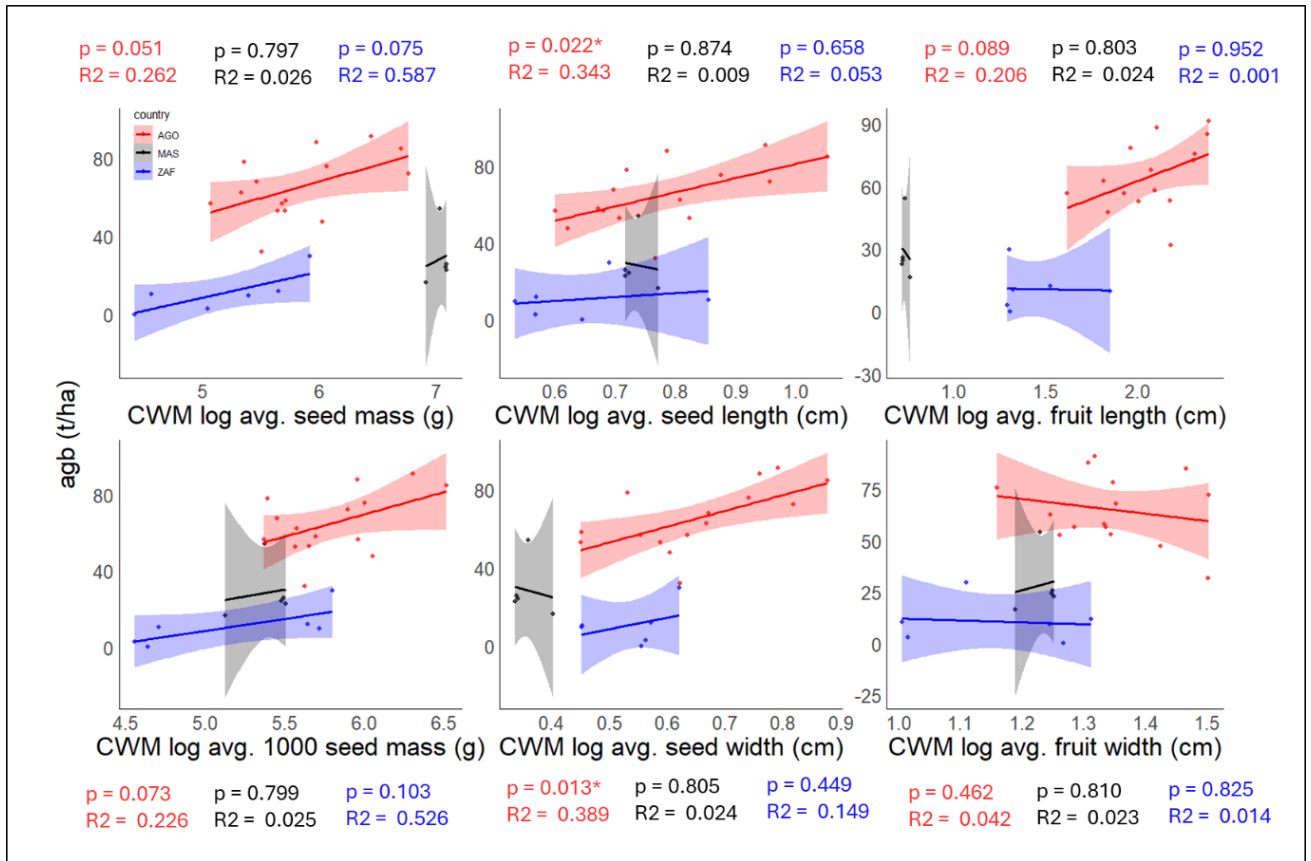 p = 0.051 p = 0.797 p = 0.075 p = 0.022* p = 0.874 p = 0.658 p = 0.089 p = 0.803 p = 0.952
R2 = 0.262 R2 = 0.026 R2 = 0.587 R2 = 0.343 R2 = 0.009 R2 = 0.053 R2 = 0.206 R2 = 0.024 R2 = 0.001
country
AGO
MAS
ZAF
80
40
0
5 6 7
CWM log avg. seed mass (g)
80
40
0
0.6 0.7 0.8 0.9 1.0
CWM log avg. seed length (cm)
90
60
30
0
-30
1.0 1.5 2.0
CWM log avg. fruit length (cm)
agb (t/ha)
80
40
0
4.5 5.0 5.5 6.0 6.5
CWM log avg. 1000 seed mass (g)
80
40
0
0.4 0.5 0.6 0.7 0.8 0.9
CWM log avg. seed width (cm)
75
50
25
0
-25
1.0 1.1 1.2 1.3 1.4 1.5
CWM log avg. fruit width (cm)
p = 0.073 p = 0.799 p = 0.103 p = 0.013* p = 0.805 p = 0.449 p = 0.462 p = 0.810 p = 0.825
R2 = 0.226 R2 = 0.025 R2 = 0.526 R2 = 0.389 R2 = 0.024 R2 = 0.149 R2 = 0.042 R2 = 0.023 R2 = 0.014